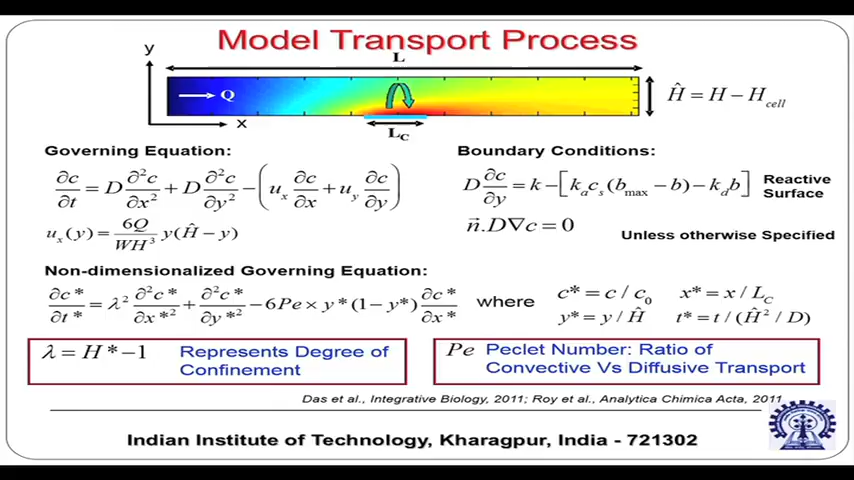 Model Transport Process
y
L
Q
Ĥ = H − H_cell
x
L_C
Governing Equation:
∂c/∂t = D ∂²c/∂x² + D ∂²c/∂y² − (u_x ∂c/∂x + u_y ∂c/∂y)
u_x(y) = 6Q/WH³ y(Ĥ − y)
Boundary Conditions:
D ∂c/∂y = k − [k_a c_s (b_max − b) − k_d b]
Reactive
Surface
n⃗.D∇c = 0
Unless otherwise Specified
Non-dimensionalized Governing Equation:
∂c*/∂t* = λ² ∂²c*/∂x*² + ∂²c*/∂y*² − 6Pe × y*(1 − y*) ∂c*/∂x*
where
c* = c / c₀ x* = x / L_C
y* = y / Ĥ t* = t / (Ĥ² / D)
λ = H* − 1 Represents Degree of
Confinement
Pe Peclet Number: Ratio of
Convective Vs Diffusive Transport
Das et al., Integrative Biology, 2011; Roy et al., Analytica Chimica Acta, 2011
Indian Institute of Technology, Kharagpur, India - 721302